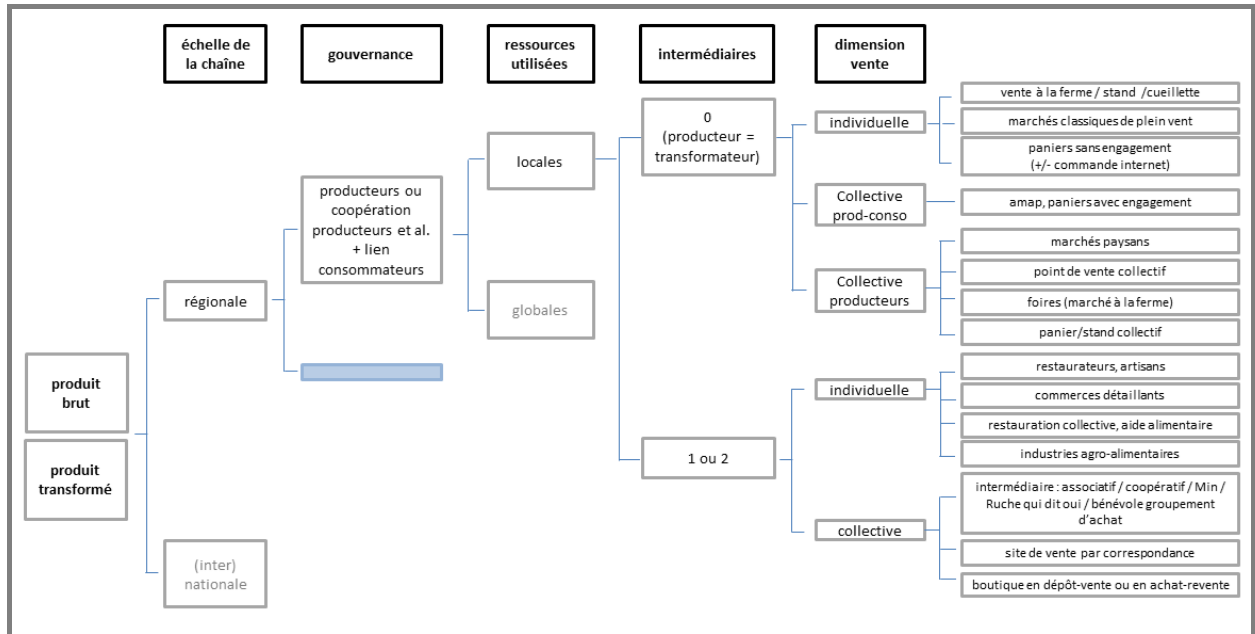 échelle de
la chaîne
gouvernance
ressources
utilisées
intermédiaires
dimension
vente
produit
brut
produit
transformé
régionale
(inter)
nationale
producteurs ou
coopération
producteurs et al.
+ lien
consommateurs
locales
globales
0
(producteur =
transformateur)
1 ou 2
individuelle
Collective
prod-conso
Collective
producteurs
individuelle
collective
vente à la ferme / stand /cueillette
marchés classiques de plein vent
paniers sans engagement
(+/- commande internet)
amap, paniers avec engagement
marchés paysans
point de vente collectif
foires (marché à la ferme)
panier/stand collectif
restaurateurs, artisans
commerces détaillants
restauration collective, aide alimentaire
industries agro-alimentaires
intermédiaire : associatif / coopératif / Min /
Ruche qui dit oui / bénévole groupement
d'achat
site de vente par correspondance
boutique en dépôt-vente ou en achat-revente